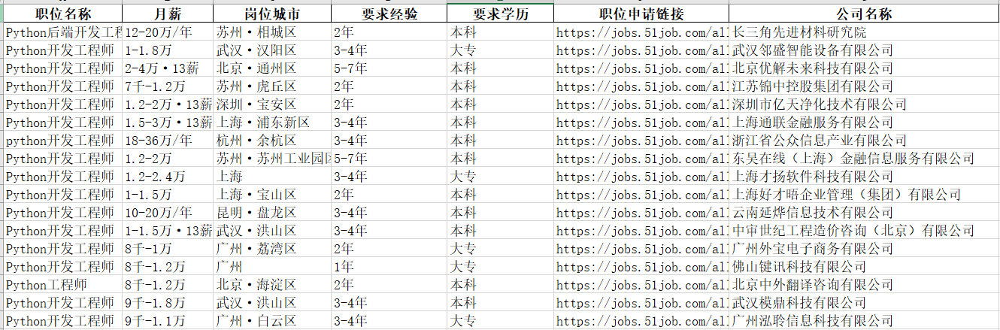 职位名称 月薪 岗位城市 要求经验 要求学历 职位申请链接 公司名称
Python后端开发工程 12-20万/年 苏州·相城区 2年 本科 https://jobs.51job.com/all 长三角先进材料研究院
Python开发工程师 1-1.8万 武汉·汉阳区 3-4年 大专 https://jobs.51job.com/all 武汉邻盛智能设备有限公司
Python开发工程师 2-4万·13薪 北京·通州区 5-7年 本科 https://jobs.51job.com/all 北京优解未来科技有限公司
Python开发工程师 7千-1.2万 苏州·虎丘区 2年 本科 https://jobs.51job.com/all 江苏锦中控股集团有限公司
Python开发工程师 1.2-2万·13薪 深圳·宝安区 2年 本科 https://jobs.51job.com/all 深圳市亿天净化技术有限公司
Python开发工程师 1.5-3万·13薪 上海·浦东新区 3-4年 本科 https://jobs.51job.com/all 上海通联金融服务有限公司
python开发工程师 18-36万/年 杭州·余杭区 3-4年 本科 https://jobs.51job.com/all 浙江省公众信息产业有限公司
Python开发工程师 1.2-2万 苏州·苏州工业园区 5-7年 本科 https://jobs.51job.com/all 东吴在线（上海）金融信息服务有限公司
Python开发工程师 1.2-2.4万 上海 3-4年 大专 https://jobs.51job.com/all 上海才扬软件科技有限公司
Python开发工程师 1-1.5万 上海·宝山区 2年 本科 https://jobs.51job.com/all 上海好才唔企业管理（集团）有限公司
Python开发工程师 10-20万/年 昆明·盘龙区 3-4年 本科 https://jobs.51job.com/all 云南延烨信息技术有限公司
Python开发工程师 1-1.5万·13薪 武汉·洪山区 3-4年 本科 https://jobs.51job.com/all 中审世纪工程造价咨询（北京）有限公司
Python开发工程师 8千-1万 广州·荔湾区 2年 大专 https://jobs.51job.com/all 广州外宝电子商务有限公司
Python开发工程师 8千-1.2万 广州 1年 大专 https://jobs.51job.com/all 佛山键讯科技有限公司
Python工程师 8千-1.2万 北京·海淀区 2年 本科 https://jobs.51job.com/all 北京中外翻译咨询有限公司
Python开发工程师 9千-1.8万 武汉·洪山区 3-4年 本科 https://jobs.51job.com/all 武汉模鼎科技有限公司
Python开发工程师 9千-1.1万 广州·白云区 3-4年 大专 https://jobs.51job.com/all 广州泓聆信息科技有限公司